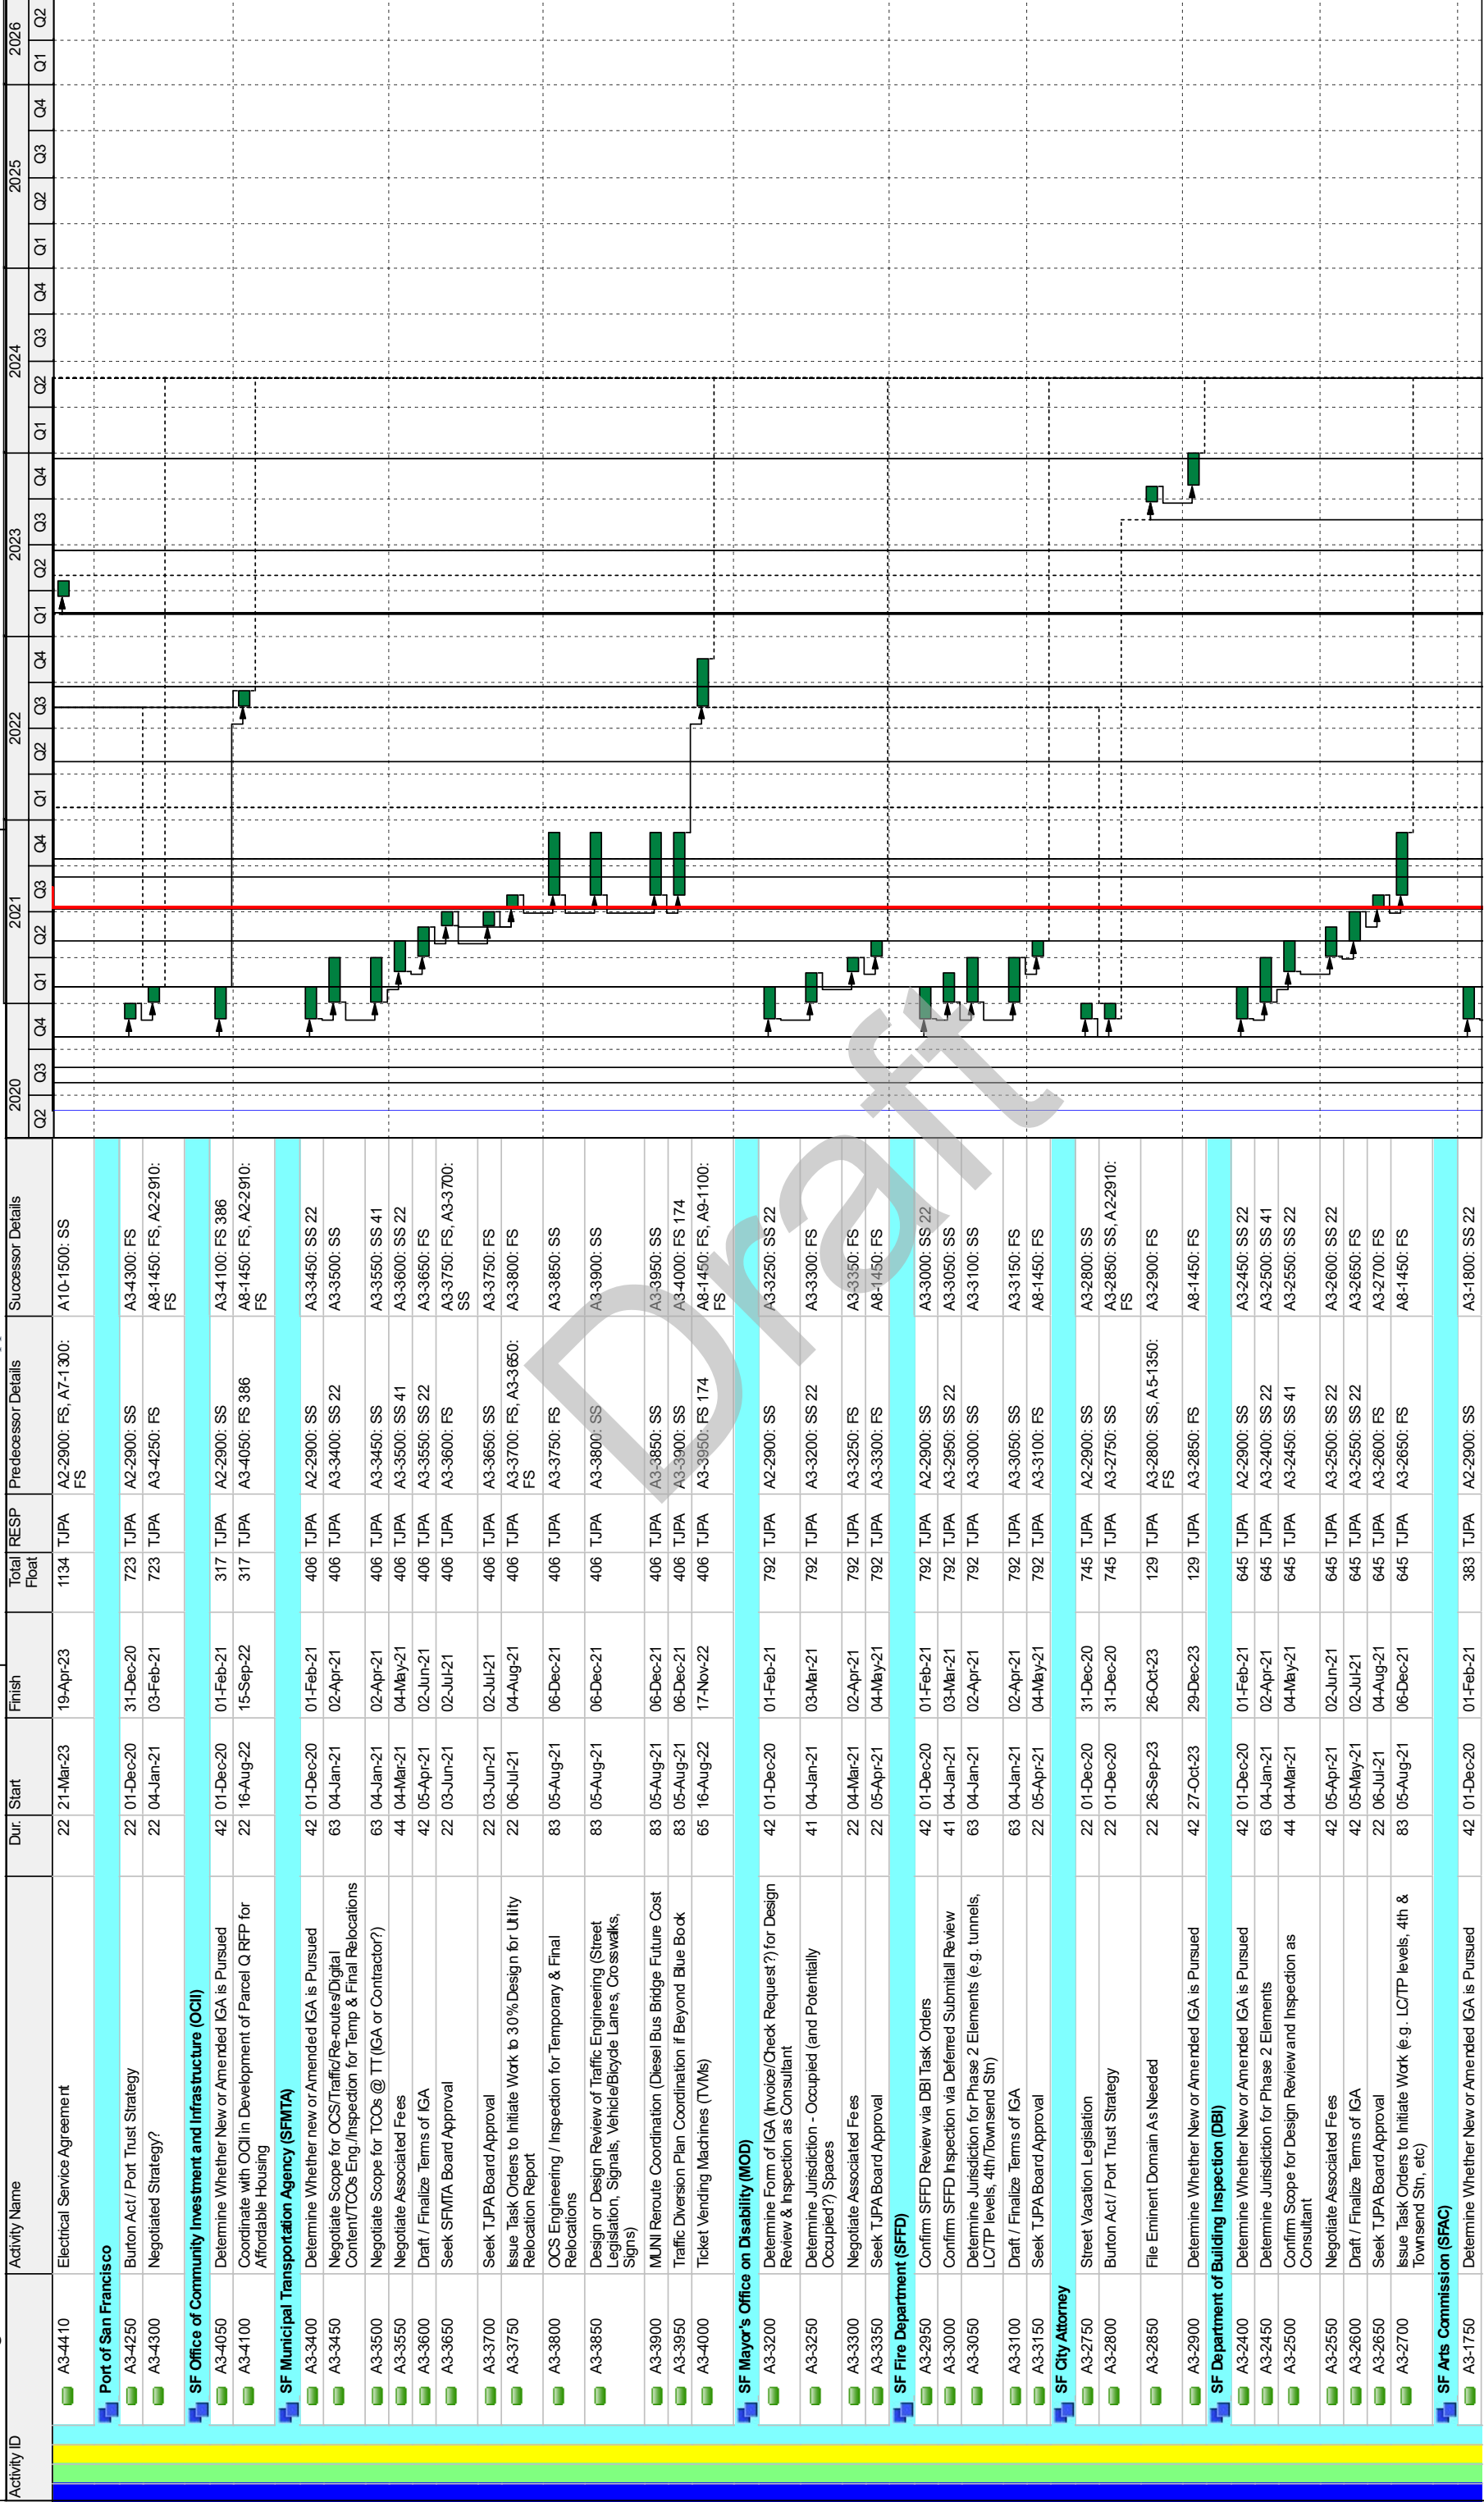 Activity ID Activity Name Dur. Start Finish Total Float RESP Predecessor Details Successor Details 2020 2021 2022 2023 2024 2025 2026
Q2 Q3 Q4 Q1 Q2 Q3 Q4 Q1 Q2 Q3 Q4 Q1 Q2 Q3 Q4 Q1 Q2 Q3 Q4 Q1 Q2 Q3 Q4 Q1 Q2
A3-4410 Electrical Service Agreement 22 21-Mar-23 19-Apr-23 1134 TJPA A2-2900: FS, A7-1300: A10-1500: SS
FS
Port of San Francisco
A3-4250 Burton Act / Port Trust Strategy 22 01-Dec-20 31-Dec-20 723 TJPA A2-2900: SS A3-4300: FS
A3-4300 Negotiated Strategy? 22 04-Jan-21 03-Feb-21 723 TJPA A3-4250: FS A8-1450: FS, A2-2910:
FS
SF Office of Community Investment and Infrastructure (OCII)
A3-4050 Determine Whether New or Amended IGA is Pursued 42 01-Dec-20 01-Feb-21 317 TJPA A2-2900: SS A3-4100: FS 386
A3-4100 Coordinate with OCII in Development of Parcel Q RFP for 22 16-Aug-22 15-Sep-22 317 TJPA A3-4050: FS 386 A8-1450: FS, A2-2910:
Affordable Housing FS
SF Municipal Transportation Agency (SFMTA)
A3-3400 Determine Whether new or Amended IGA is Pursued 42 01-Dec-20 01-Feb-21 406 TJPA A2-2900: SS A3-3450: SS 22
A3-3450 Negotiate Scope for OCS/Traffic/Re-routes/Digital 63 04-Jan-21 02-Apr-21 406 TJPA A3-3400: SS 22 A3-3500: SS
Content/TCOs Eng./Inspection for Temp & Final Relocations
A3-3500 Negotiate Scope for TCOs @ TT (IGA or Contractor?) 63 04-Jan-21 02-Apr-21 406 TJPA A3-3450: SS A3-3550: SS 41
A3-3550 Negotiate Associated Fees 44 04-Mar-21 04-May-21 406 TJPA A3-3500: SS 41 A3-3600: SS 22
A3-3600 Draft / Finalize Terms of IGA 42 05-Apr-21 02-Jun-21 406 TJPA A3-3550: SS 22 A3-3650: FS
A3-3650 Seek SFMTA Board Approval 22 03-Jun-21 02-Jul-21 406 TJPA A3-3600: FS A3-3750: FS, A3-3700:
SS
A3-3700 Seek TJPA Board Approval 22 03-Jun-21 02-Jul-21 406 TJPA A3-3650: SS A3-3750: FS
A3-3750 Issue Task Orders to Initiate Work to 30% Design for Utility 22 06-Jul-21 04-Aug-21 406 TJPA A3-3700: FS, A3-3650: A3-3800: FS
Relocation Report FS
A3-3800 OCS Engineering / Inspection for Temporary & Final 83 05-Aug-21 06-Dec-21 406 TJPA A3-3750: FS A3-3850: SS
Relocations
A3-3850 Design or Design Review of Traffic Engineering (Street 83 05-Aug-21 06-Dec-21 406 TJPA A3-3800: SS A3-3900: SS
Legislation, Signals, Vehicle/Bicycle Lanes, Crosswalks,
Signs)
A3-3900 MUNI Reroute Coordination (Diesel Bus Bridge Future Cost 83 05-Aug-21 06-Dec-21 406 TJPA A3-3850: SS A3-3950: SS
A3-3950 Traffic Diversion Plan Coordination if Beyond Blue Book 83 05-Aug-21 06-Dec-21 406 TJPA A3-3900: SS A3-4000: FS 174
A3-4000 Ticket Vending Machines (TVMs) 65 16-Aug-22 17-Nov-22 406 TJPA A3-3950: FS 174 A8-1450: FS, A9-1100:
FS
SF Mayor's Office on Disability (MOD)
A3-3200 Determine Form of IGA (Invoice/Check Request?) for Design 42 01-Dec-20 01-Feb-21 792 TJPA A2-2900: SS A3-3250: SS 22
Review & Inspection as Consultant
A3-3250 Determine Jurisdiction - Occupied (and Potentially 41 04-Jan-21 03-Mar-21 792 TJPA A3-3200: SS 22 A3-3300: FS
Occupied?) Spaces
A3-3300 Negotiate Associated Fees 22 04-Mar-21 02-Apr-21 792 TJPA A3-3250: FS A3-3350: FS
A3-3350 Seek TJPA Board Approval 22 05-Apr-21 04-May-21 792 TJPA A3-3300: FS A8-1450: FS
SF Fire Department (SFFD)
A3-2950 Confirm SFFD Review via DBI Task Orders 42 01-Dec-20 01-Feb-21 792 TJPA A2-2900: SS A3-3000: SS 22
A3-3000 Confirm SFFD Inspection via Deferred Submitall Review 41 04-Jan-21 03-Mar-21 792 TJPA A3-2950: SS 22 A3-3050: SS
A3-3050 Determine Jurisdiction for Phase 2 Elements (e.g. tunnels, 63 04-Jan-21 02-Apr-21 792 TJPA A3-3000: SS A3-3100: SS
LC/TP levels, 4th/Townsend Stn)
A3-3100 Draft / Finalize Terms of IGA 63 04-Jan-21 02-Apr-21 792 TJPA A3-3050: SS A3-3150: FS
A3-3150 Seek TJPA Board Approval 22 05-Apr-21 04-May-21 792 TJPA A3-3100: FS A8-1450: FS
SF City Attorney
A3-2750 Street Vacation Legislation 22 01-Dec-20 31-Dec-20 745 TJPA A2-2900: SS A3-2800: SS
A3-2800 Burton Act / Port Trust Strategy 22 01-Dec-20 31-Dec-20 745 TJPA A3-2750: SS A3-2850: SS, A2-2910:
FS
A3-2850 File Eminent Domain As Needed 22 26-Sep-23 26-Oct-23 129 TJPA A3-2800: SS, A5-1350: A3-2900: FS
FS
A3-2900 Determine Whether New or Amended IGA is Pursued 42 27-Oct-23 29-Dec-23 129 TJPA A3-2850: FS A8-1450: FS
SF Department of Building Inspection (DBI)
A3-2400 Determine Whether New or Amended IGA is Pursued 42 01-Dec-20 01-Feb-21 645 TJPA A2-2900: SS A3-2450: SS 22
A3-2450 Determine Jurisdiction for Phase 2 Elements 63 04-Jan-21 02-Apr-21 645 TJPA A3-2400: SS 22 A3-2500: SS 41
A3-2500 Confirm Scope for Design Review and Inspection as 44 04-Mar-21 04-May-21 645 TJPA A3-2450: SS 41 A3-2550: SS 22
Consultant
A3-2550 Negotiate Associated Fees 42 05-Apr-21 02-Jun-21 645 TJPA A3-2500: SS 22 A3-2600: SS 22
A3-2600 Draft / Finalize Terms of IGA 42 05-May-21 02-Jul-21 645 TJPA A3-2550: SS 22 A3-2650: FS
A3-2650 Seek TJPA Board Approval 22 06-Jul-21 04-Aug-21 645 TJPA A3-2600: FS A3-2700: FS
A3-2700 Issue Task Orders to Initiate Work (e.g. LC/TP levels, 4th & 83 05-Aug-21 06-Dec-21 645 TJPA A3-2650: FS A8-1450: FS
Townsend Stn, etc)
SF Arts Commission (SFAC)
A3-1750 Determine Whether New or Amended IGA is Pursued 42 01-Dec-20 01-Feb-21 383 TJPA A2-2900: SS A3-1800: SS 22
Draft